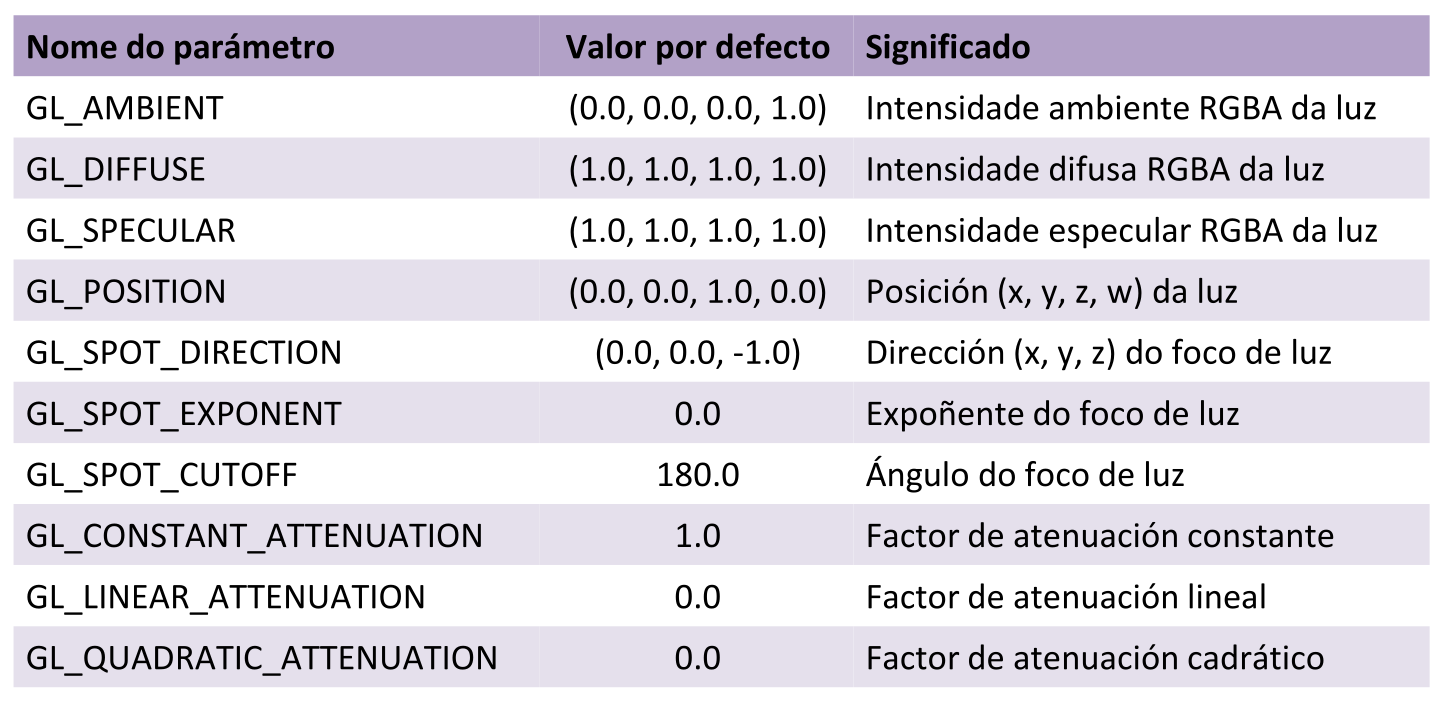 Nome do parámetro Valor por defecto Significado
GL_AMBIENT (0.0, 0.0, 0.0, 1.0) Intensidade ambiente RGBA da luz
GL_DIFFUSE (1.0, 1.0, 1.0, 1.0) Intensidade difusa RGBA da luz
GL_SPECULAR (1.0, 1.0, 1.0, 1.0) Intensidade especular RGBA da luz
GL_POSITION (0.0, 0.0, 1.0, 0.0) Posición (x, y, z, w) da luz
GL_SPOT_DIRECTION (0.0, 0.0, -1.0) Dirección (x, y, z) do foco de luz
GL_SPOT_EXPONENT 0.0 Expoñente do foco de luz
GL_SPOT_CUTOFF 180.0 Ángulo do foco de luz
GL_CONSTANT_ATTENUATION 1.0 Factor de atenuación constante
GL_LINEAR_ATTENUATION 0.0 Factor de atenuación lineal
GL_QUADRATIC_ATTENUATION 0.0 Factor de atenuación cadrático